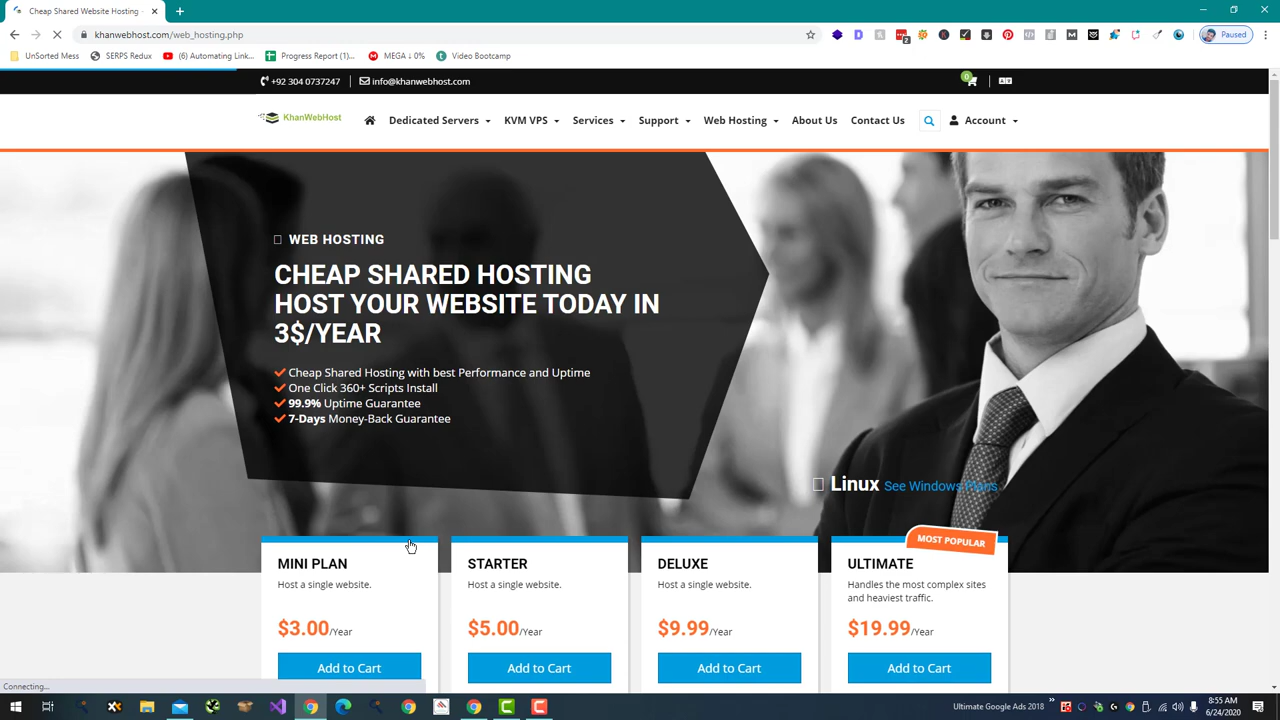 Cheap Shared Website Hosting -
khanwebhost.com/web_hosting.php
Paused
UnSorted Mess
SERPS Redux
(6) Automating Link...
Progress Report (1)...
MEGA ↓ 0%
Video Bootcamp
+92 304 0737247
info@khanwebhost.com
0
KhanWebHost
Dedicated Servers
KVM VPS
Services
Support
Web Hosting
About Us
Contact Us
Account
WEB HOSTING
CHEAP SHARED HOSTING
HOST YOUR WEBSITE TODAY IN
3$/YEAR
Cheap Shared Hosting with best Performance and Uptime
One Click 360+ Scripts Install
99.9% Uptime Guarantee
7-Days Money-Back Guarantee
Linux See Windows Plans
MOST POPULAR
MINI PLAN
Host a single website.
$3.00/Year
Add to Cart
STARTER
Host a single website.
$5.00/Year
Add to Cart
DELUXE
Host a single website.
$9.99/Year
Add to Cart
ULTIMATE
Handles the most complex sites
and heaviest traffic.
$19.99/Year
Add to Cart
Connecting...
Ultimate Google Ads 2018
8:55 AM
6/24/2020